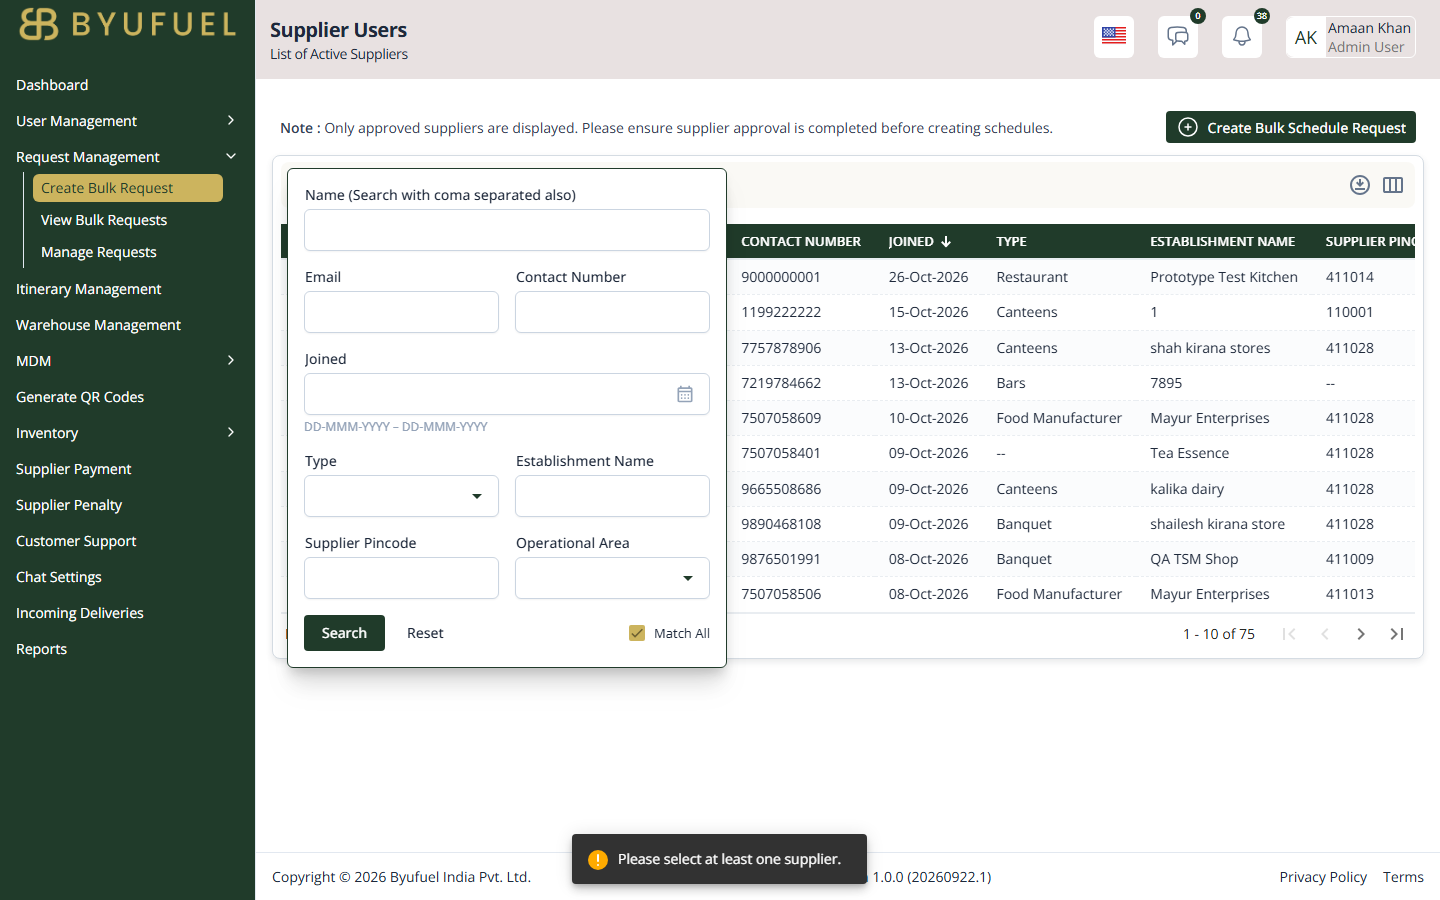 BYUFUEL
Supplier Users
List of Active Suppliers
0
38
AK
Amaan Khan
Admin User
Dashboard
User Management
Request Management
Create Bulk Request
View Bulk Requests
Manage Requests
Itinerary Management
Warehouse Management
MDM
Generate QR Codes
Inventory
Supplier Payment
Supplier Penalty
Customer Support
Chat Settings
Incoming Deliveries
Reports
Note : Only approved suppliers are displayed. Please ensure supplier approval is completed before creating schedules.
Create Bulk Schedule Request
Name (Search with coma separated also)
Email
Contact Number
Joined
DD-MMM-YYYY – DD-MMM-YYYY
Type
Establishment Name
Supplier Pincode
Operational Area
Search
Reset
Match All
CONTACT NUMBER JOINED TYPE ESTABLISHMENT NAME SUPPLIER PINC
9000000001 26-Oct-2026 Restaurant Prototype Test Kitchen 411014
1199222222 15-Oct-2026 Canteens 1 110001
7757878906 13-Oct-2026 Canteens shah kirana stores 411028
7219784662 13-Oct-2026 Bars 7895 --
7507058609 10-Oct-2026 Food Manufacturer Mayur Enterprises 411028
7507058401 09-Oct-2026 -- Tea Essence 411028
9665508686 09-Oct-2026 Canteens kalika dairy 411028
9890468108 09-Oct-2026 Banquet shailesh kirana store 411028
9876501991 08-Oct-2026 Banquet QA TSM Shop 411009
7507058506 08-Oct-2026 Food Manufacturer Mayur Enterprises 411013
1 - 10 of 75
Please select at least one supplier.
Copyright © 2026 Byufuel India Pvt. Ltd.
1.0.0 (20260922.1)
Privacy Policy
Terms